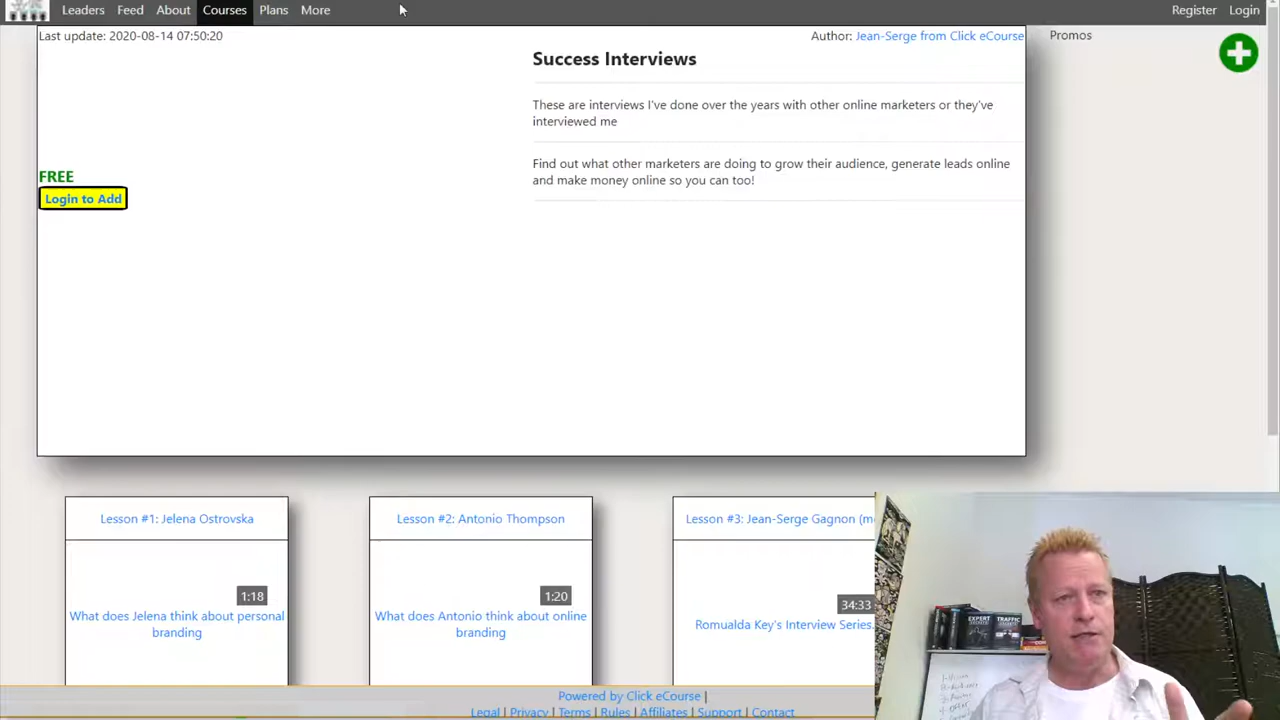 Leaders Feed About Courses Plans More Register Login
Last update: 2020-08-14 07:50:20
Author: Jean-Serge from Click eCourse
Promos
Success Interviews
These are interviews I've done over the years with other online marketers or they've
interviewed me
Find out what other marketers are doing to grow their audience, generate leads online
and make money online so you can too!
FREE
Login to Add
Lesson #1: Jelena Ostrovska
1:18
What does Jelena think about personal
branding
Lesson #2: Antonio Thompson
1:20
What does Antonio think about online
branding
Lesson #3: Jean-Serge Gagnon (m
34:33
Romualda Key's Interview Series.
EXPERT
SECRETS
TRAFFIC
SECRETS
Powered by Click eCourse |
Legal | Privacy | Terms | Rules | Affiliates | Support | Contact